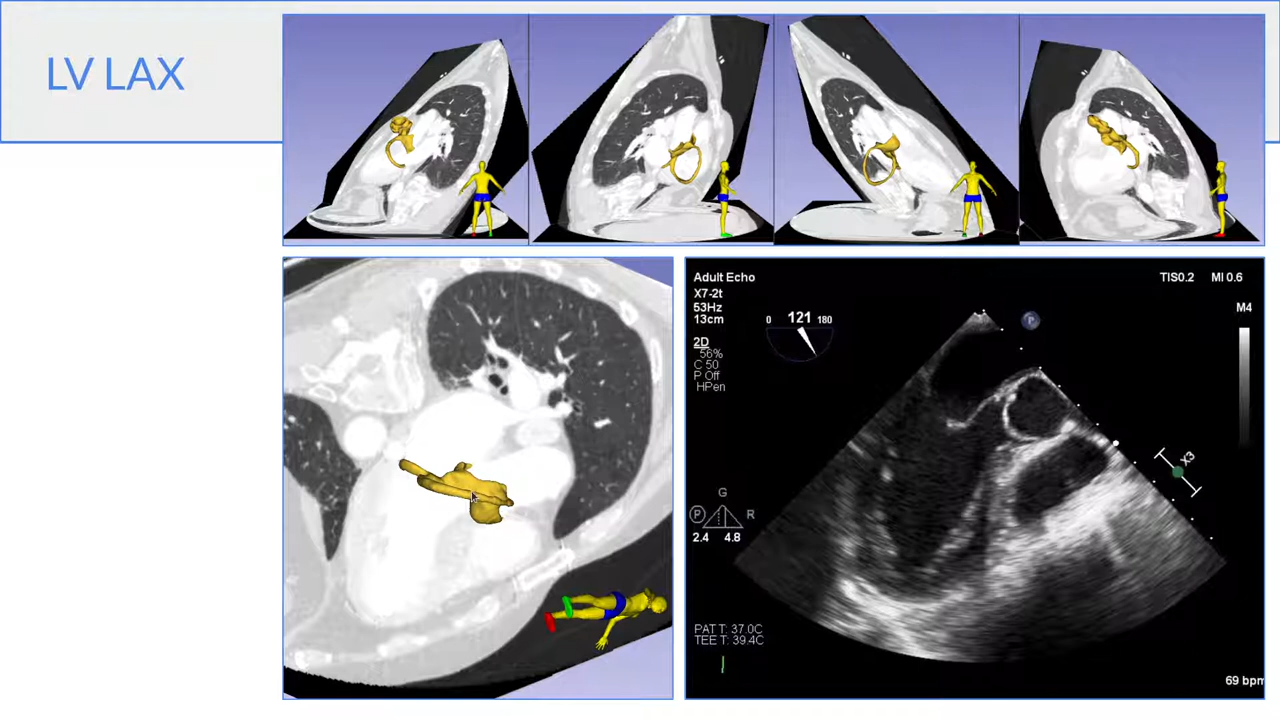 LV LAX
Adult Echo
TIS0.2 MI 0.6
X7-2t
53Hz
13cm
M4
0 121 180
2D
56%
C 50
P Off
HPen
P
X3
G
P R
2.4 4.8
PAT T: 37.0C
TEE T: 39.4C
69 bpm